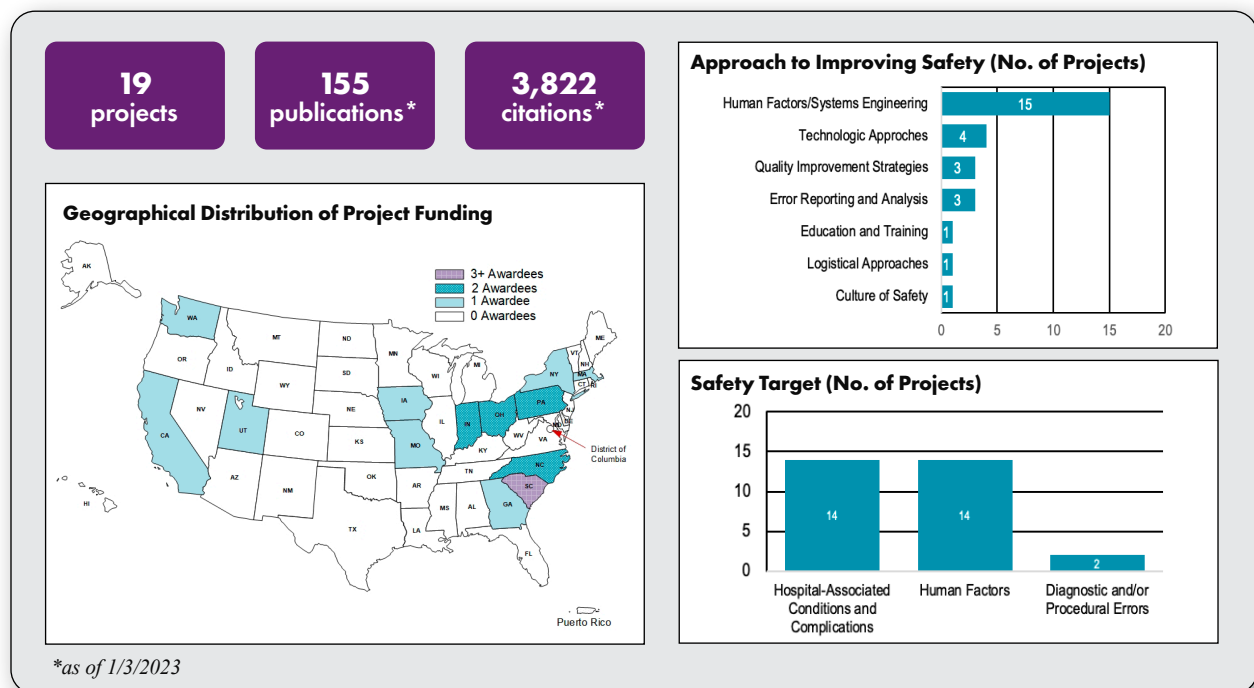 19
projects
155
publications*
3,822
citations*
Geographical Distribution of Project Funding
3+ Awardees
2 Awardees
1 Awardee
0 Awardees
AK
WA
MT
ND
MN
OR
ID
SD
WI
MI
WY
NE
IA
NV
UT
CO
KS
MO
IL
IN
OH
PA
NY
VT
NH
ME
MA
CT
RI
NJ
DE
MD
WV
VA
KY
CA
AZ
NM
OK
AR
TN
NC
SC
MS
AL
GA
TX
LA
FL
HI
District of
Columbia
Puerto Rico
*as of 1/3/2023
Approach to Improving Safety (No. of Projects)
Human Factors/Systems Engineering
15
Technologic Approches
4
Quality Improvement Strategies
3
Error Reporting and Analysis
3
Education and Training
1
Logistical Approaches
1
Culture of Safety
1
0
5
10
15
20
Safety Target (No. of Projects)
20
15
10
5
0
14
14
2
Hospital-Associated
Conditions and
Complications
Human Factors
Diagnostic and/or
Procedural Errors